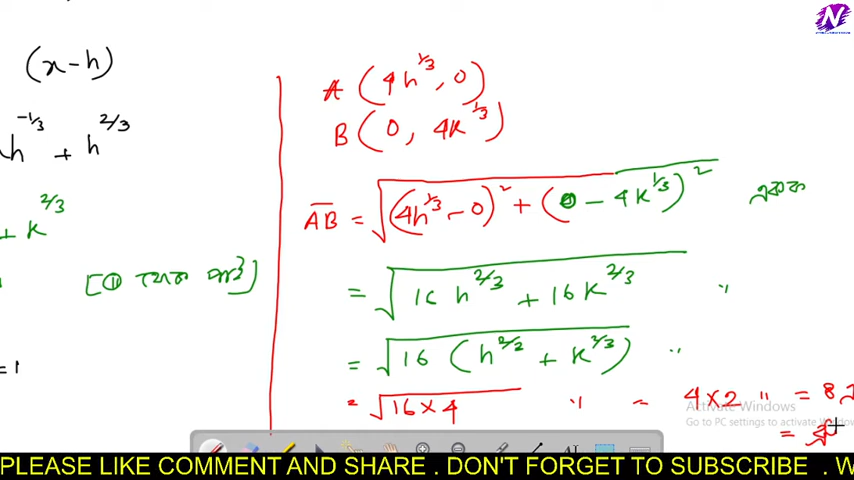 N
(x-h)
h^{-1/3} + h^{2/3}
+ k^{2/3}
[① থেকে পাই]
=1
A (4h^{1/3}, 0)
B (0, 4k^{1/3})
AB = √((4h^{1/3} - 0)² + (0 - 4k^{1/3})²) একক
= √(16 h^{2/3} + 16k^{2/3}) "
= √(16 (h^{2/3} + k^{2/3})) "
= √(16×4) " = 4×2 " = 8
=
Activate Windows
Go to PC settings to activate Windows
PLEASE LIKE COMMENT AND SHARE . DON'T FORGET TO SUBSCRIBE . W